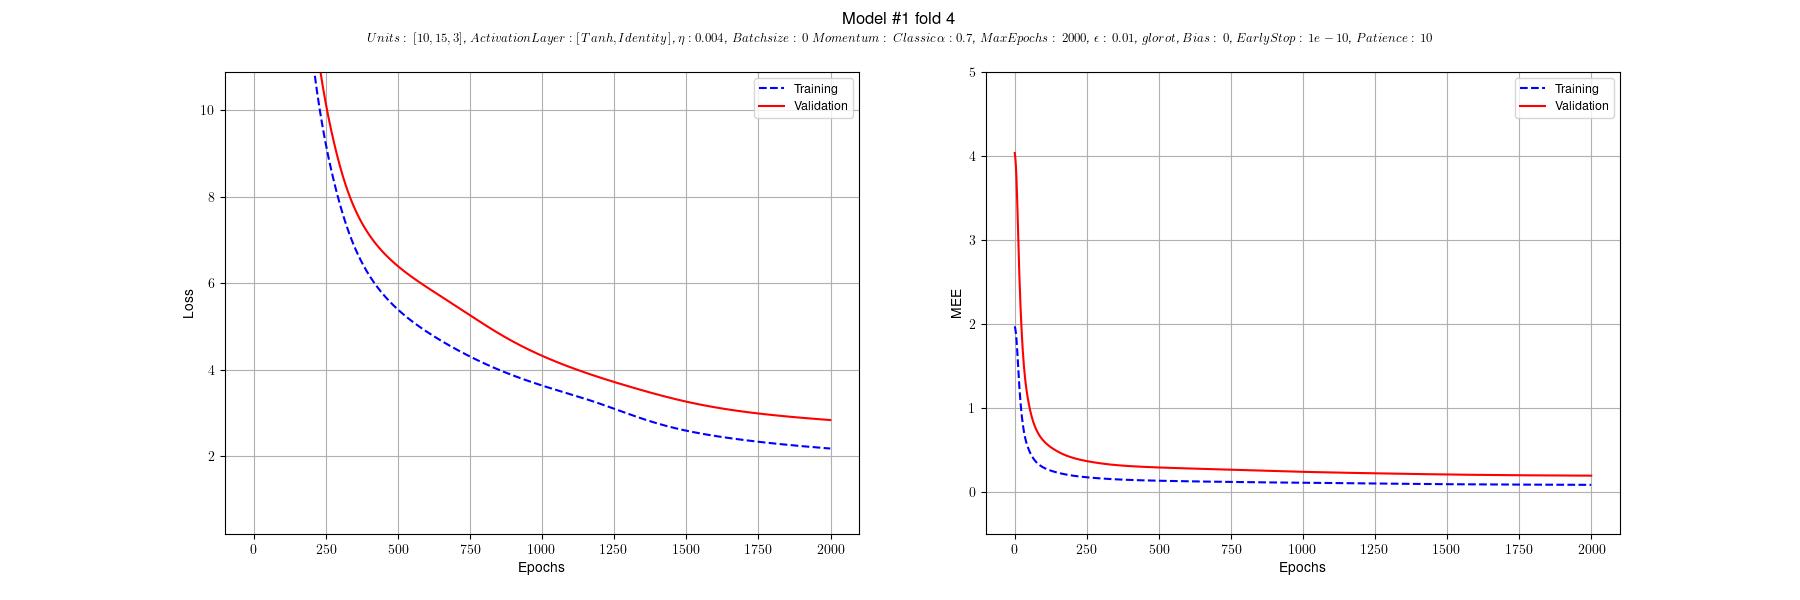 Model #1 fold 4
Units : [10, 15, 3], ActivationLayer : [Tanh, Identity], η : 0.004, Batchsize : 0 Momentum : Classicα : 0.7, MaxEpochs : 2000, ϵ : 0.01, glorot, Bias : 0, EarlyStop : 1e − 10, Patience : 10
Training
Validation
10
8
6
4
2
Loss
0 250 500 750 1000 1250 1500 1750 2000
Epochs
Training
Validation
5
4
3
2
1
0
MEE
0 250 500 750 1000 1250 1500 1750 2000
Epochs